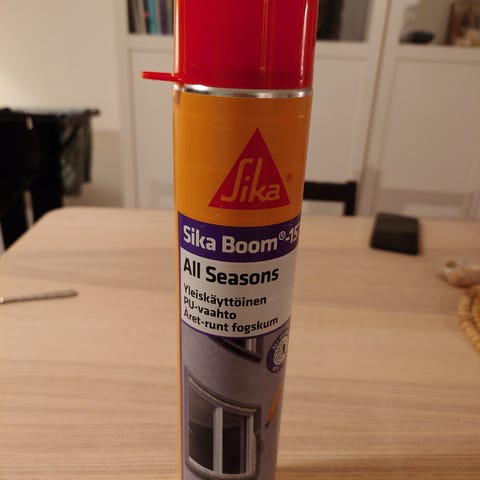 Sika®
Sika Boom®-15
All Seasons
Yleiskäyttöinen
PU-vaahto
Året-runt fogskum